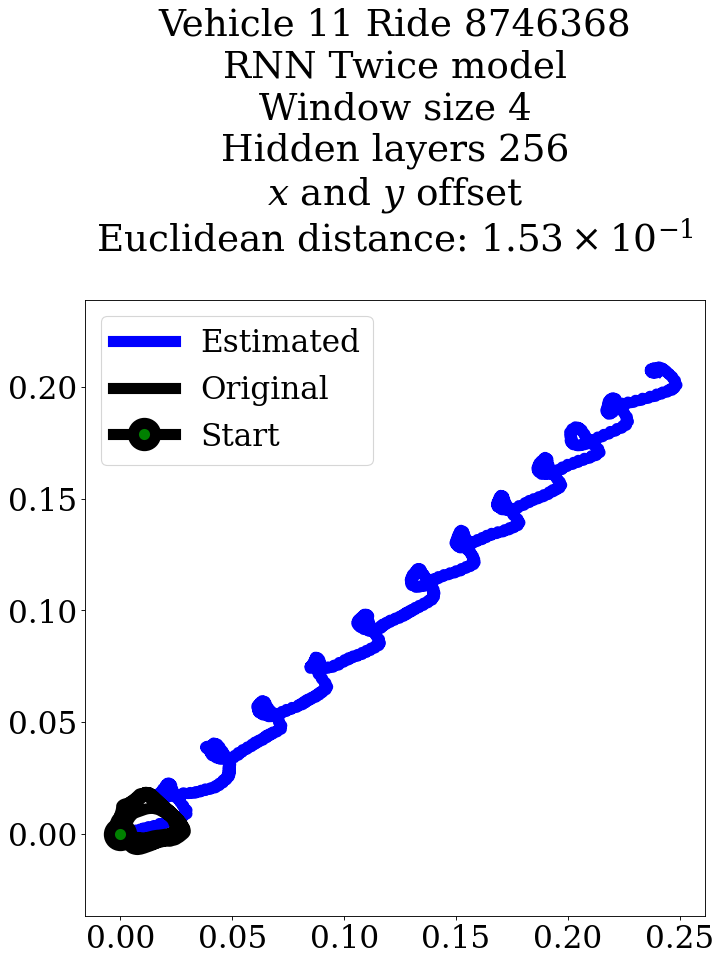 Vehicle 11 Ride 8746368
RNN Twice model
Window size 4
Hidden layers 256
x and y offset
Euclidean distance: 1.53 × 10⁻¹
Estimated
Original
Start
0.20
0.15
0.10
0.05
0.00
0.00 0.05 0.10 0.15 0.20 0.25